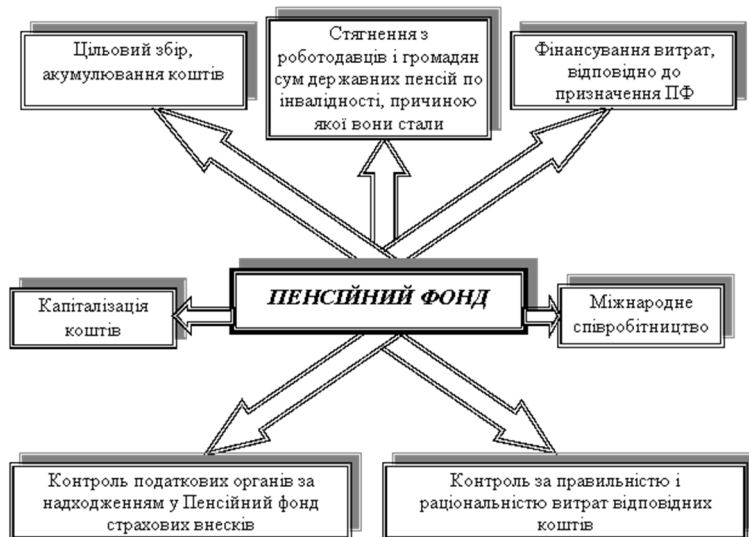 Цільовий збір,
акумулювання коштів
Стягнення з
роботодавців і громадян
сум державних пенсій по
інвалідності, причиною
якої вони стали
Фінансування витрат,
відповідно до
призначення ПФ
Капіталізація
коштів
ПЕНСІЙНИЙ ФОНД
Міжнародне
співробітництво
Контроль податкових органів за
надходженням у Пенсійний фонд
страхових внесків
Контроль за правильністю і
раціональністю витрат відповідних
коштів